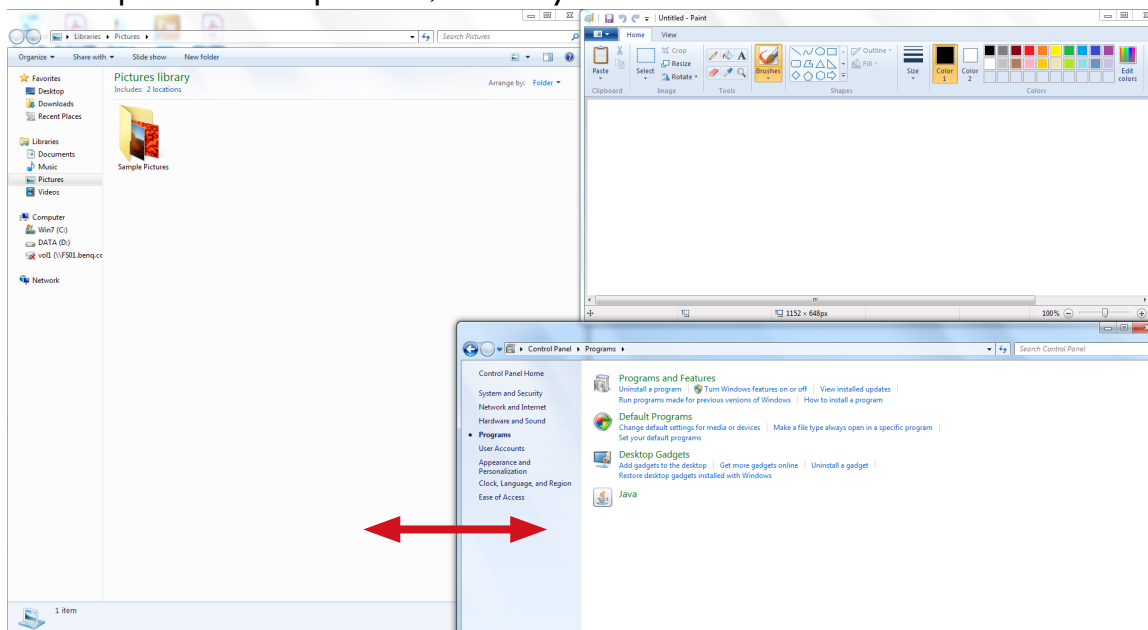 Libraries ▸ Pictures ▸
Search Pictures
Organize ▾ Share with ▾ Slide show New folder
Favorites
Desktop
Downloads
Recent Places
Libraries
Documents
Music
Pictures
Videos
Computer
Win7 (C:)
DATA (D:)
vol1 (\\FS01.benq.cc
Network
Pictures library
Includes: 2 locations
Arrange by: Folder ▾
Sample Pictures
1 item
Untitled - Paint
Home View
Paste
Select
Crop
Resize
Rotate
Brushes
Outline
Fill
Size
Color 1
Color 2
Edit colors
Clipboard Image Tools Shapes Colors
1152 × 648px
100%
Control Panel ▸ Programs ▸
Search Control Panel
Control Panel Home
System and Security
Network and Internet
Hardware and Sound
Programs
User Accounts
Appearance and
Personalization
Clock, Language, and Region
Ease of Access
Programs and Features
Uninstall a program Turn Windows features on or off View installed updates
Run programs made for previous versions of Windows How to install a program
Default Programs
Change default settings for media or devices Make a file type always open in a specific program
Set your default programs
Desktop Gadgets
Add gadgets to the desktop Get more gadgets online Uninstall a gadget
Restore desktop gadgets installed with Windows
Java